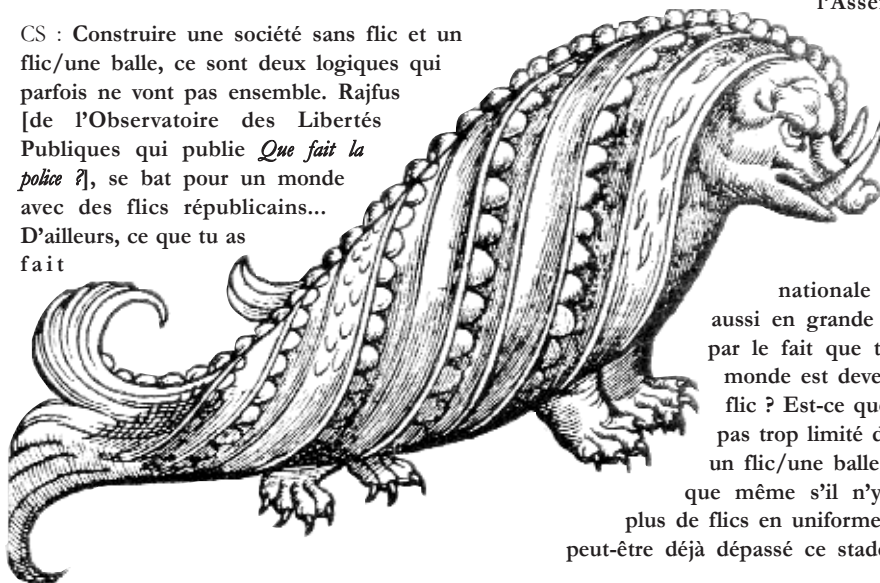 l'Asse
CS : Construire une société sans flic et un
flic/une balle, ce sont deux logiques qui
parfois ne vont pas ensemble. Rajfus
[de l'Observatoire des Libertés
Publiques qui publie Que fait la
police ?], se bat pour un monde
avec des flics républicains...
D'ailleurs, ce que tu as
fait
nationale
aussi en grande
par le fait que t
monde est deve
flic ? Est-ce que
pas trop limité d
un flic/une balle
que même s'il n'y
plus de flics en uniforme
peut-être déjà dépassé ce stade